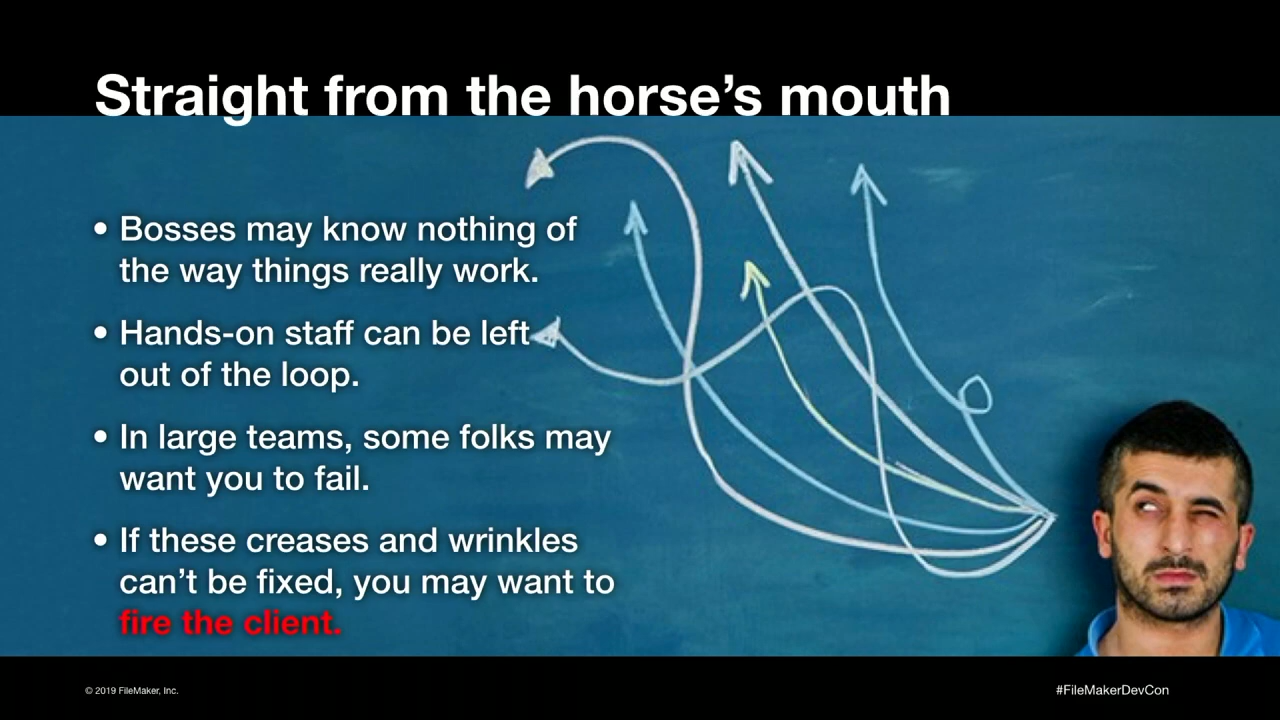 Straight from the horse’s mouth
• Bosses may know nothing of
the way things really work.
• Hands-on staff can be left
out of the loop.
• In large teams, some folks may
want you to fail.
• If these creases and wrinkles
can’t be fixed, you may want to
fire the client.
© 2019 FileMaker, Inc.
#FileMakerDevCon